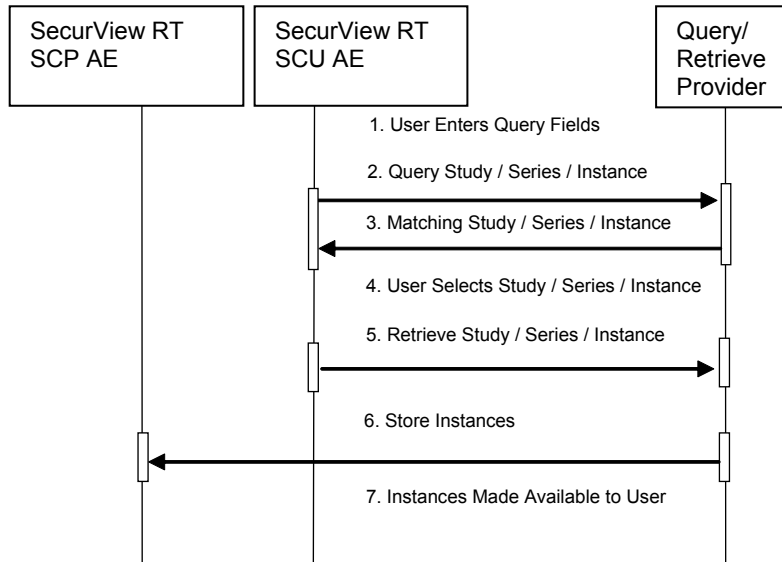 SecurView RT
SCP AE
SecurView RT
SCU AE
Query/
Retrieve
Provider
1. User Enters Query Fields
2. Query Study / Series / Instance
3. Matching Study / Series / Instance
4. User Selects Study / Series / Instance
5. Retrieve Study / Series / Instance
6. Store Instances
7. Instances Made Available to User